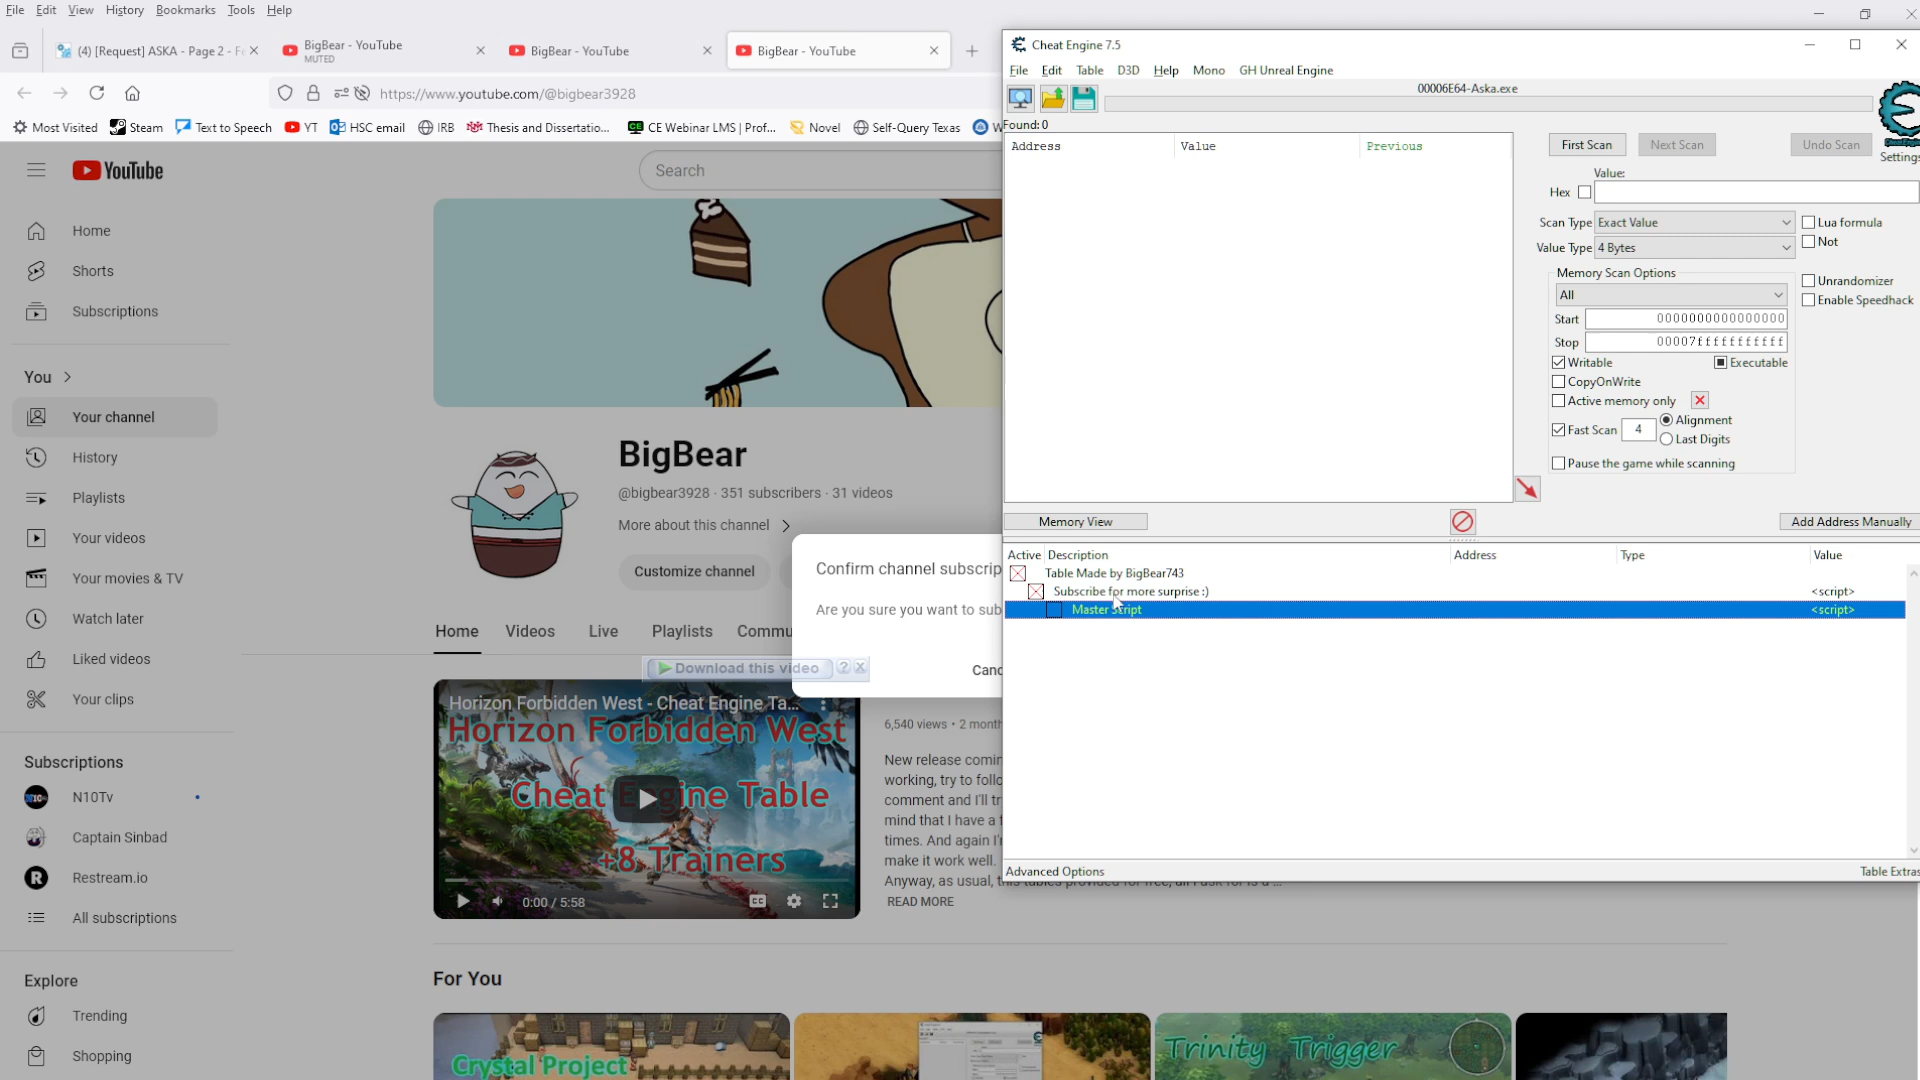 File Edit View History Bookmarks Tools Help
(4) [Request] ASKA - Page 2 - F
BigBear - YouTube
MUTED
BigBear - YouTube
BigBear - YouTube
https://www.youtube.com/@bigbear3928
Most Visited Steam Text to Speech YT HSC email IRB Thesis and Dissertatio... CE Webinar LMS | Prof... Novel Self-Query Texas
YouTube
Search
Home
Shorts
Subscriptions
You
Your channel
History
Playlists
Your videos
Your movies & TV
Watch later
Liked videos
Your clips
Subscriptions
N10Tv
Captain Sinbad
Restream.io
All subscriptions
Explore
Trending
Shopping
BigBear
@bigbear3928 · 351 subscribers · 31 videos
More about this channel
Customize channel
Home Videos Live Playlists Commu
Confirm channel subscrip
Are you sure you want to sub
Canc
Download this video
Horizon Forbidden West - Cheat Engine Ta...
Horizon Forbidden West
Cheat Engine Table
+8 Trainers
0:00 / 5:58
6,540 views • 2 month
New release comin
working, try to follo
comment and I'll tr
mind that I have a f
times. And again I'
make it work well.
Anyway, as usual, this tables provided for free, all I ask for is a ...
READ MORE
For You
Crystal Project
Trinity Trigger
Cheat Engine 7.5
File Edit Table D3D Help Mono GH Unreal Engine
00006E64-Aska.exe
Found: 0
Address Value Previous
First Scan Next Scan Undo Scan
Settings
Value:
Hex
Scan Type Exact Value
Lua formula
Value Type 4 Bytes
Not
Memory Scan Options
All
Unrandomizer
Enable Speedhack
Start 0000000000000000
Stop 00007fffffffffff
Writable Executable
CopyOnWrite
Active memory only
Fast Scan 4 Alignment
Last Digits
Pause the game while scanning
Memory View
Add Address Manually
Active Description Address Type Value
Table Made by BigBear743
Subscribe for more surprise :) <script>
Master Script <script>
Advanced Options
Table Extras